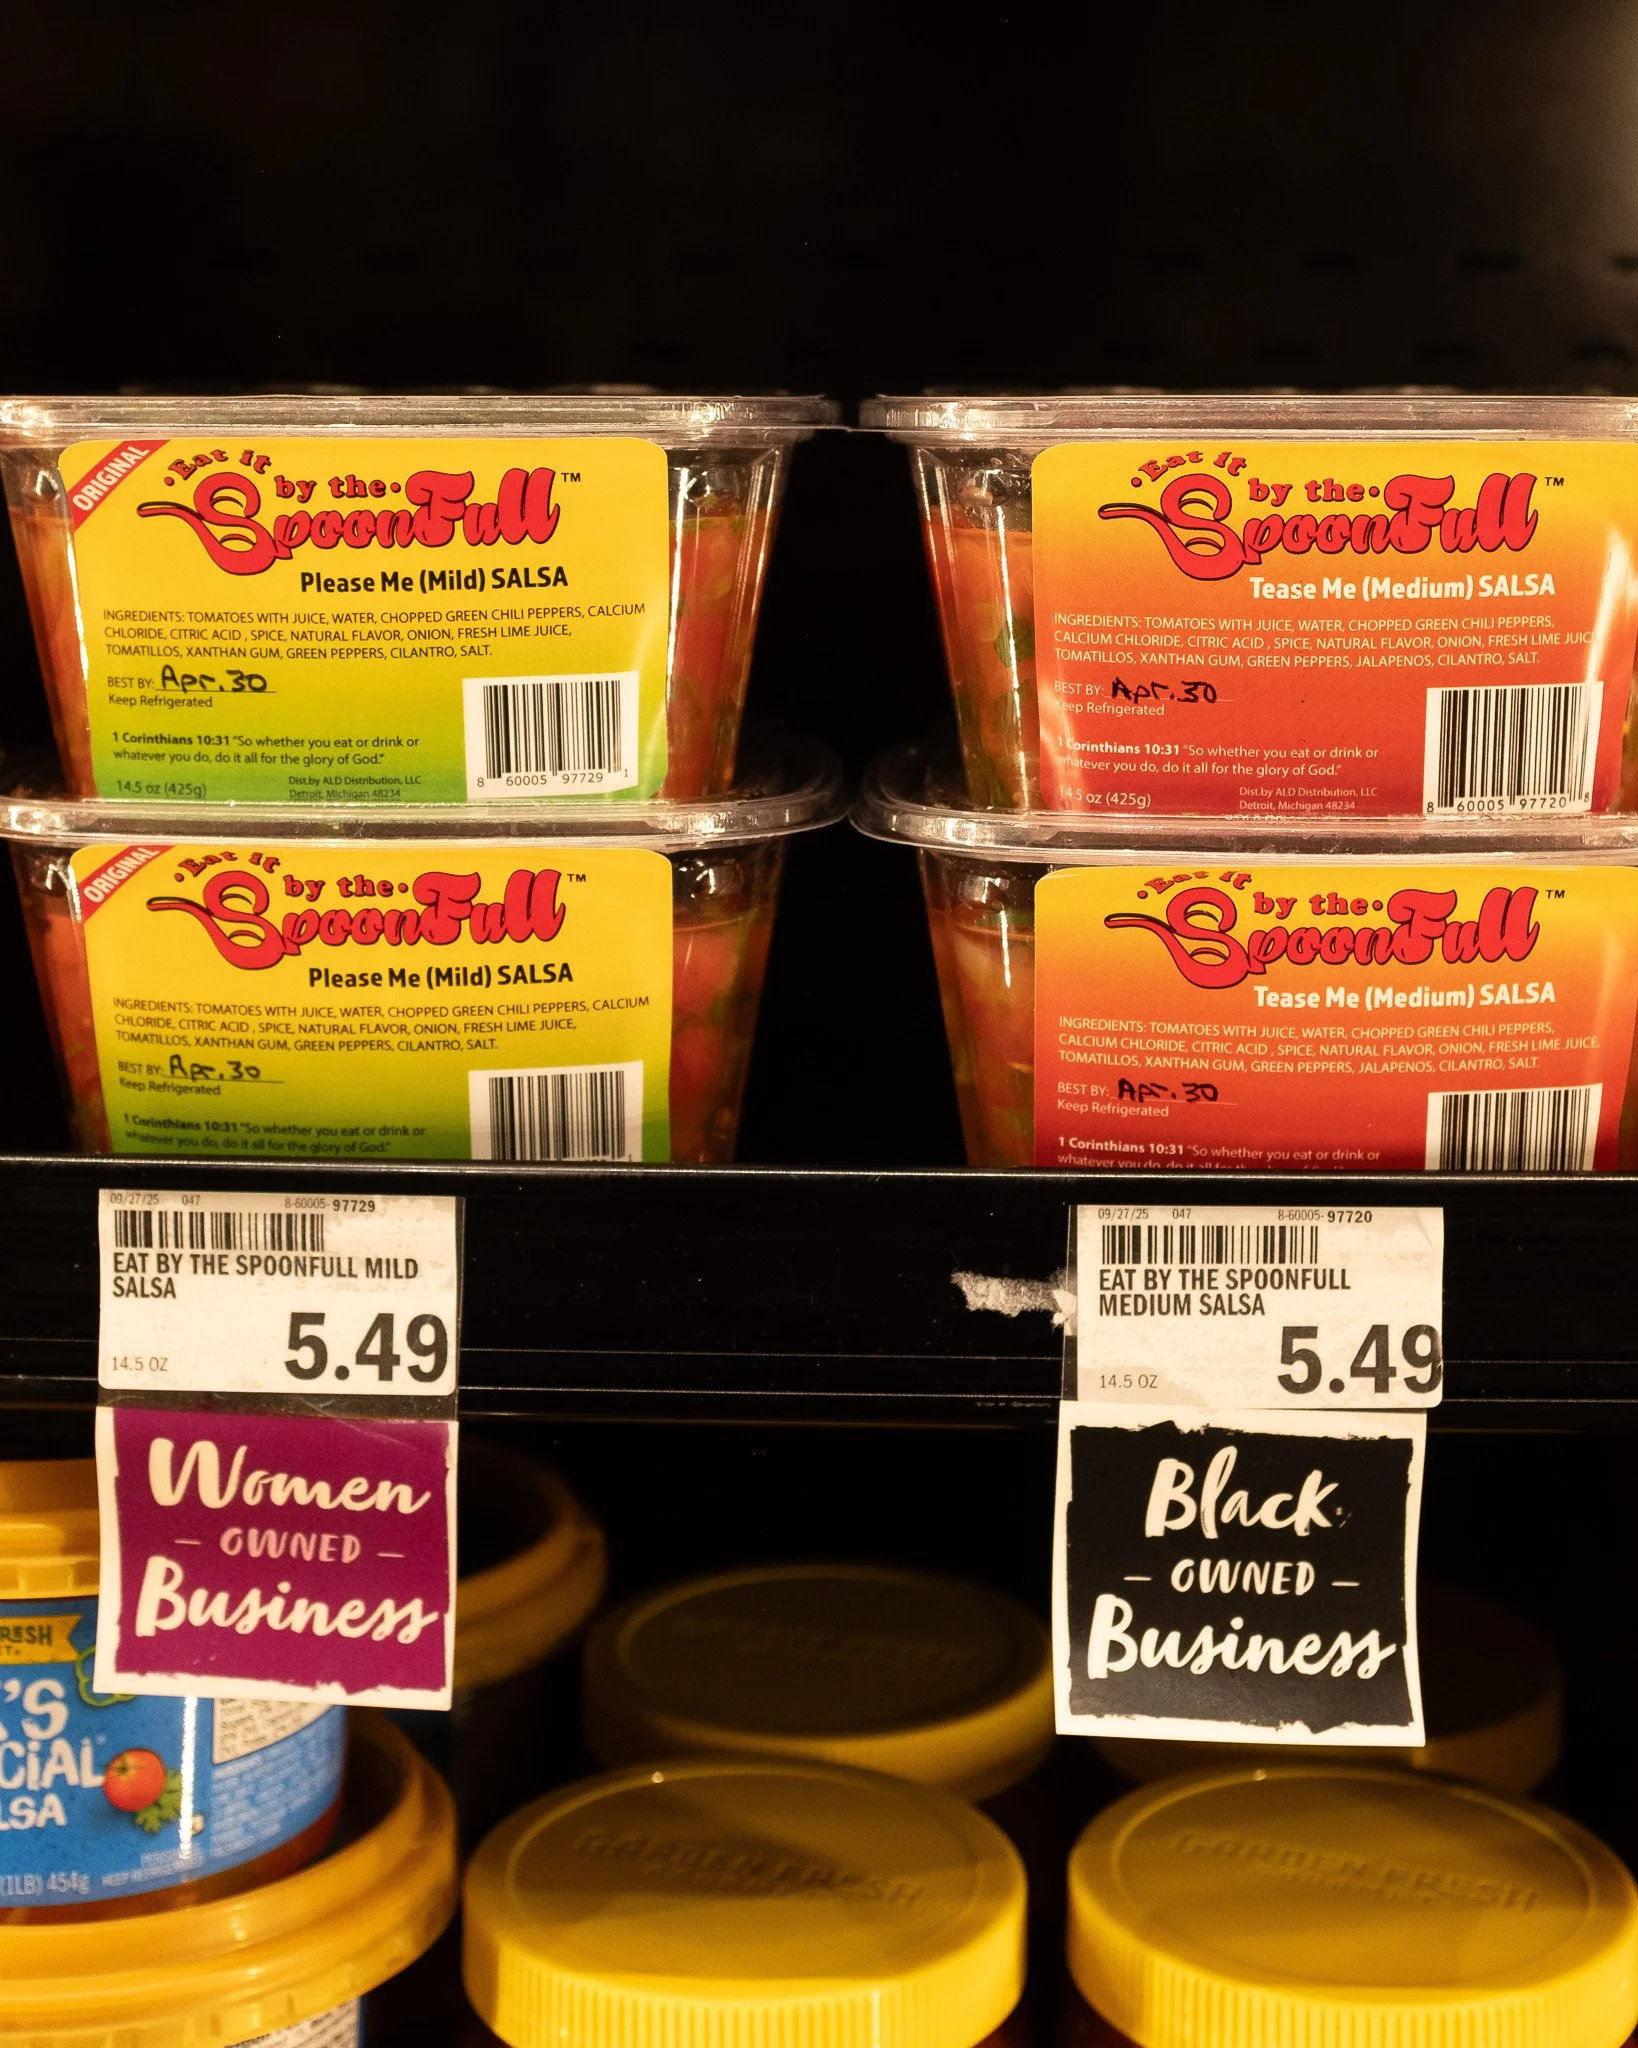 ORIGINAL
• Eat it
by the •
SpoonFull™
Please Me (Mild) SALSA
INGREDIENTS: TOMATOES WITH JUICE, WATER, CHOPPED GREEN CHILI PEPPERS, CALCIUM
CHLORIDE, CITRIC ACID , SPICE, NATURAL FLAVOR, ONION, FRESH LIME JUICE,
TOMATILLOS, XANTHAN GUM, GREEN PEPPERS, CILANTRO, SALT.
BEST BY: Apr. 30
Keep Refrigerated
1 Corinthians 10:31 "So whether you eat or drink or
whatever you do, do it all for the glory of God."
14.5 oz (425g)
Dist.by ALD Distribution, LLC
Detroit, Michigan 48234
8 60005 97729 1
• Eat it
by the •
SpoonFull™
Tease Me (Medium) SALSA
INGREDIENTS: TOMATOES WITH JUICE, WATER, CHOPPED GREEN CHILI PEPPERS,
CALCIUM CHLORIDE, CITRIC ACID , SPICE, NATURAL FLAVOR, ONION, FRESH LIME JUIC
TOMATILLOS, XANTHAN GUM, GREEN PEPPERS, JALAPENOS, CILANTRO, SALT.
BEST BY: Apr. 30
Keep Refrigerated
1 Corinthians 10:31 "So whether you eat or drink or
whatever you do, do it all for the glory of God."
14.5 oz (425g)
Dist.by ALD Distribution, LLC
Detroit, Michigan 48234
8 60005 97720 8
ORIGINAL
• Eat it
by the •
SpoonFull™
Please Me (Mild) SALSA
INGREDIENTS: TOMATOES WITH JUICE, WATER, CHOPPED GREEN CHILI PEPPERS, CALCIUM
CHLORIDE, CITRIC ACID , SPICE, NATURAL FLAVOR, ONION, FRESH LIME JUICE,
TOMATILLOS, XANTHAN GUM, GREEN PEPPERS, CILANTRO, SALT.
BEST BY: Apr. 30
Keep Refrigerated
1 Corinthians 10:31 "So whether you eat or drink or
whatever you do, do it all for the glory of God."
• Eat it
by the •
SpoonFull™
Tease Me (Medium) SALSA
INGREDIENTS: TOMATOES WITH JUICE, WATER, CHOPPED GREEN CHILI PEPPERS,
CALCIUM CHLORIDE, CITRIC ACID , SPICE, NATURAL FLAVOR, ONION, FRESH LIME JUICE,
TOMATILLOS, XANTHAN GUM, GREEN PEPPERS, JALAPENOS, CILANTRO, SALT.
BEST BY: Apr. 30
Keep Refrigerated
1 Corinthians 10:31 "So whether you eat or drink or
whatever you do, do it all
09/27/25 047 8-60005-97729
EAT BY THE SPOONFULL MILD
SALSA
5.49
14.5 OZ
09/27/25 047 8-60005-97720
EAT BY THE SPOONFULL
MEDIUM SALSA
5.49
14.5 OZ
Women
– OWNED –
Business
Black
– OWNED –
Business
RESH
'S
CIAL
LSA
(1LB) 454g
GARDEN FRESH
GARDEN FRESH